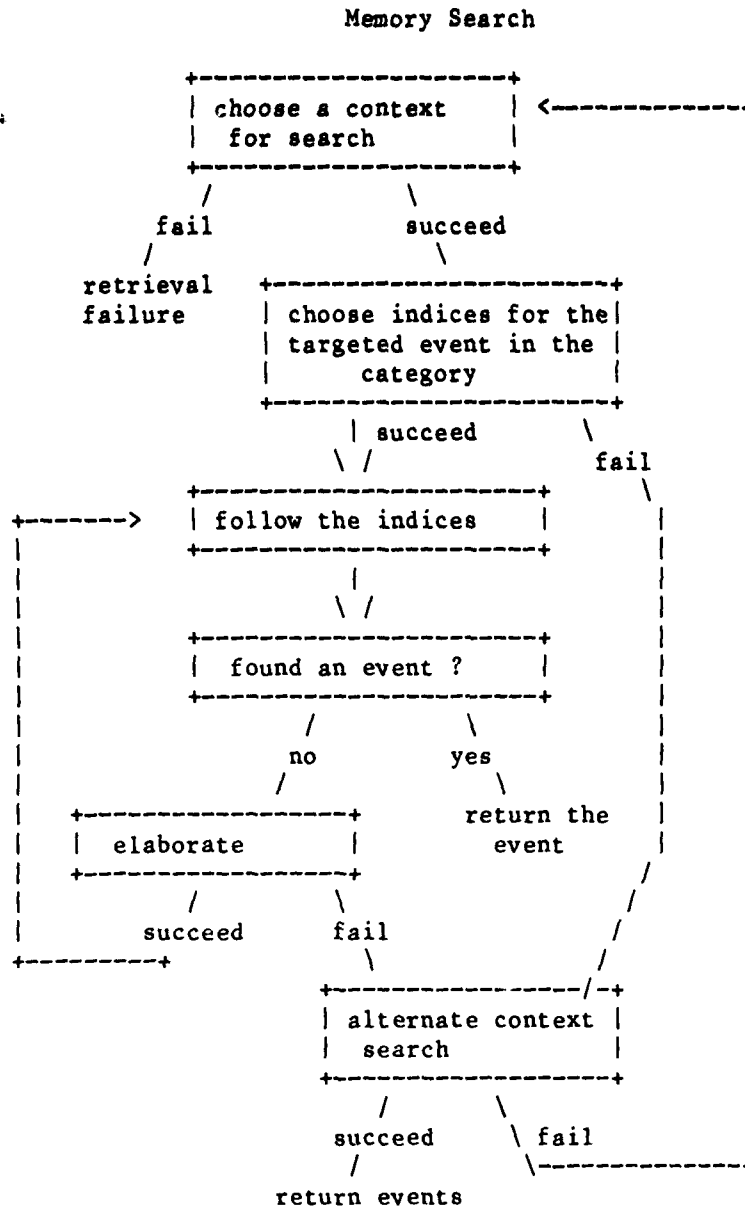 Memory Search
choose a context
for search
fail succeed
retrieval
failure
choose indices for the
targeted event in the
category
succeed
fail
follow the indices
found an event ?
no yes
return the
event
elaborate
succeed fail
alternate context
search
succeed fail
return events